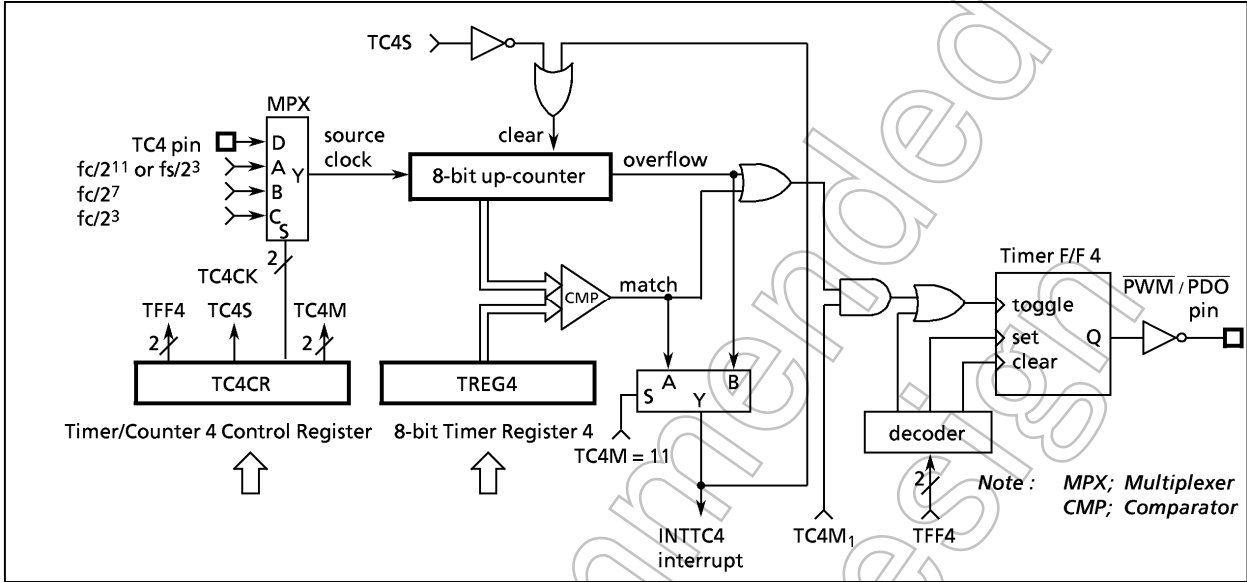 TC4S
MPX
TC4 pin
fc/2¹¹ or fs/2³
fc/2⁷
fc/2³
D
A
B
C
S
Y
source
clock
clear
8-bit up-counter
overflow
2
TC4CK
TFF4
TC4S
TC4M
2
2
CMP
match
TC4CR
TREG4
Timer/Counter 4 Control Register
8-bit Timer Register 4
S
A
B
Y
TC4M = 11
INTTC4
interrupt
TC4M₁
Timer F/F 4
toggle
set
clear
Q
P̅W̅M̅ / P̅D̅O̅
pin
decoder
2
TFF4
Note : MPX; Multiplexer
CMP; Comparator
mmended
esign